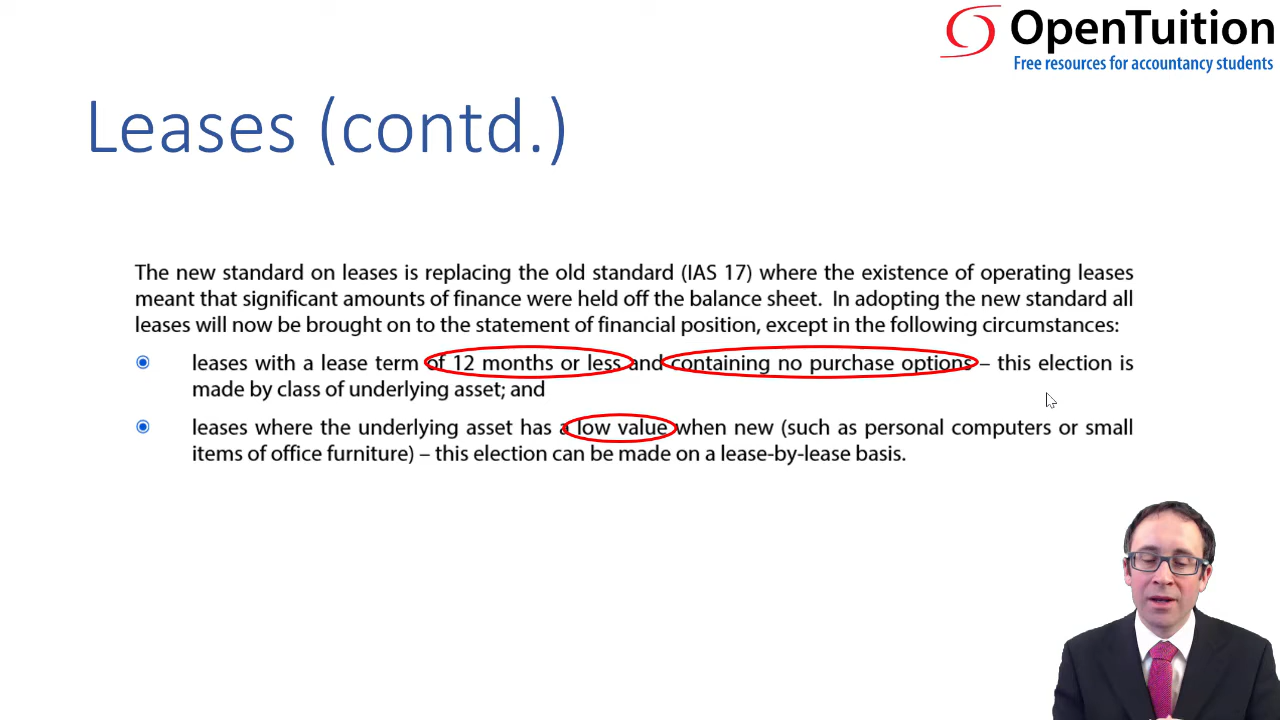 OpenTuition
Free resources for accountancy students
Leases (contd.)
The new standard on leases is replacing the old standard (IAS 17) where the existence of operating leases
meant that significant amounts of finance were held off the balance sheet. In adopting the new standard all
leases will now be brought on to the statement of financial position, except in the following circumstances:
leases with a lease term of 12 months or less and containing no purchase options – this election is
made by class of underlying asset; and
leases where the underlying asset has a low value when new (such as personal computers or small
items of office furniture) – this election can be made on a lease-by-lease basis.